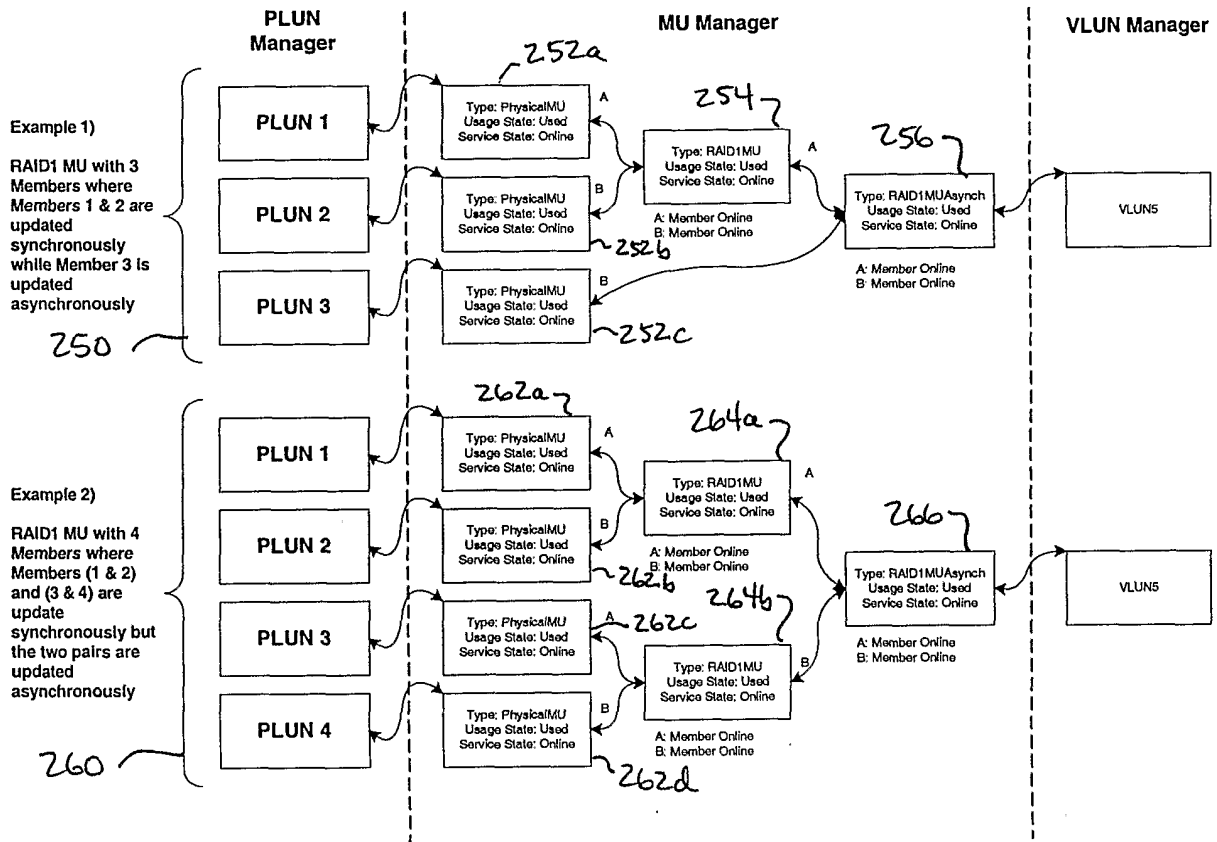 PLUN
Manager
MU Manager
VLUN Manager
Example 1)
RAID1 MU with 3
Members where
Members 1 & 2 are
updated
synchronously
while Member 3 is
updated
asynchronously
250
PLUN 1
PLUN 2
PLUN 3
252a
Type: PhysicalMU
Usage State: Used
Service State: Online
A
Type: PhysicalMU
Usage State: Used
Service State: Online
B
252b
Type: PhysicalMU
Usage State: Used
Service State: Online
B
252c
254
Type: RAID1MU
Usage State: Used
Service State: Online
A
A: Member Online
B: Member Online
256
Type: RAID1MUAsynch
Usage State: Used
Service State: Online
A: Member Online
B: Member Online
VLUN5
Example 2)
RAID1 MU with 4
Members where
Members (1 & 2)
and (3 & 4) are
update
synchronously but
the two pairs are
updated
asynchronously
260
PLUN 1
PLUN 2
PLUN 3
PLUN 4
262a
Type: PhysicalMU
Usage State: Used
Service State: Online
A
Type: PhysicalMU
Usage State: Used
Service State: Online
B
262b
Type: PhysicalMU
Usage State: Used
Service State: Online
A
262c
Type: PhysicalMU
Usage State: Used
Service State: Online
B
262d
264a
Type: RAID1MU
Usage State: Used
Service State: Online
A
A: Member Online
B: Member Online
264b
Type: RAID1MU
Usage State: Used
Service State: Online
B
A: Member Online
B: Member Online
266
Type: RAID1MUAsynch
Usage State: Used
Service State: Online
A: Member Online
B: Member Online
VLUN5